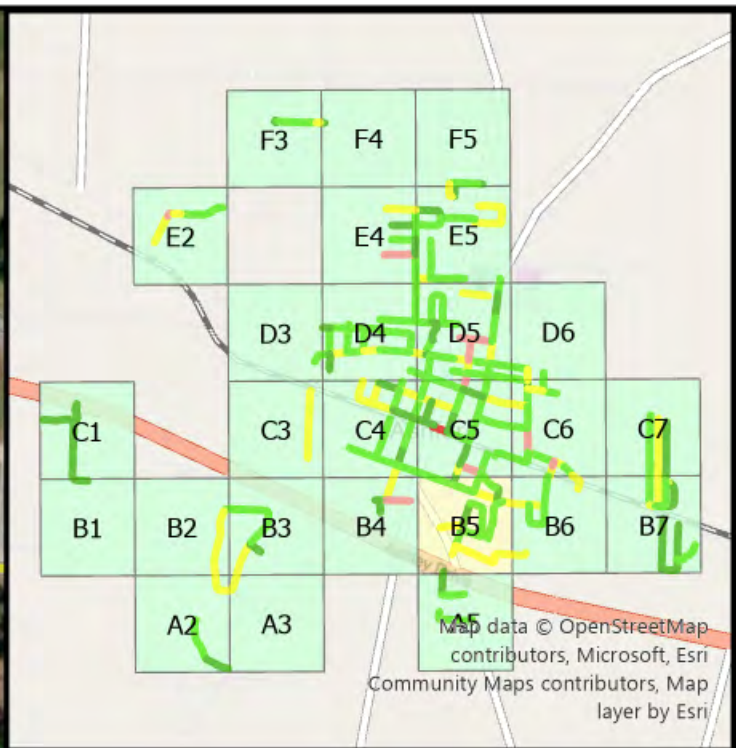 F3 F4 F5
E2 E4 E5
D3 D4 D5 D6
C1 C3 C4 C5 C6 C7
B1 B2 B3 B4 B5 B6 B7
A2 A3 A5
Map data © OpenStreetMap
contributors, Microsoft, Esri
Community Maps contributors, Map
layer by Esri